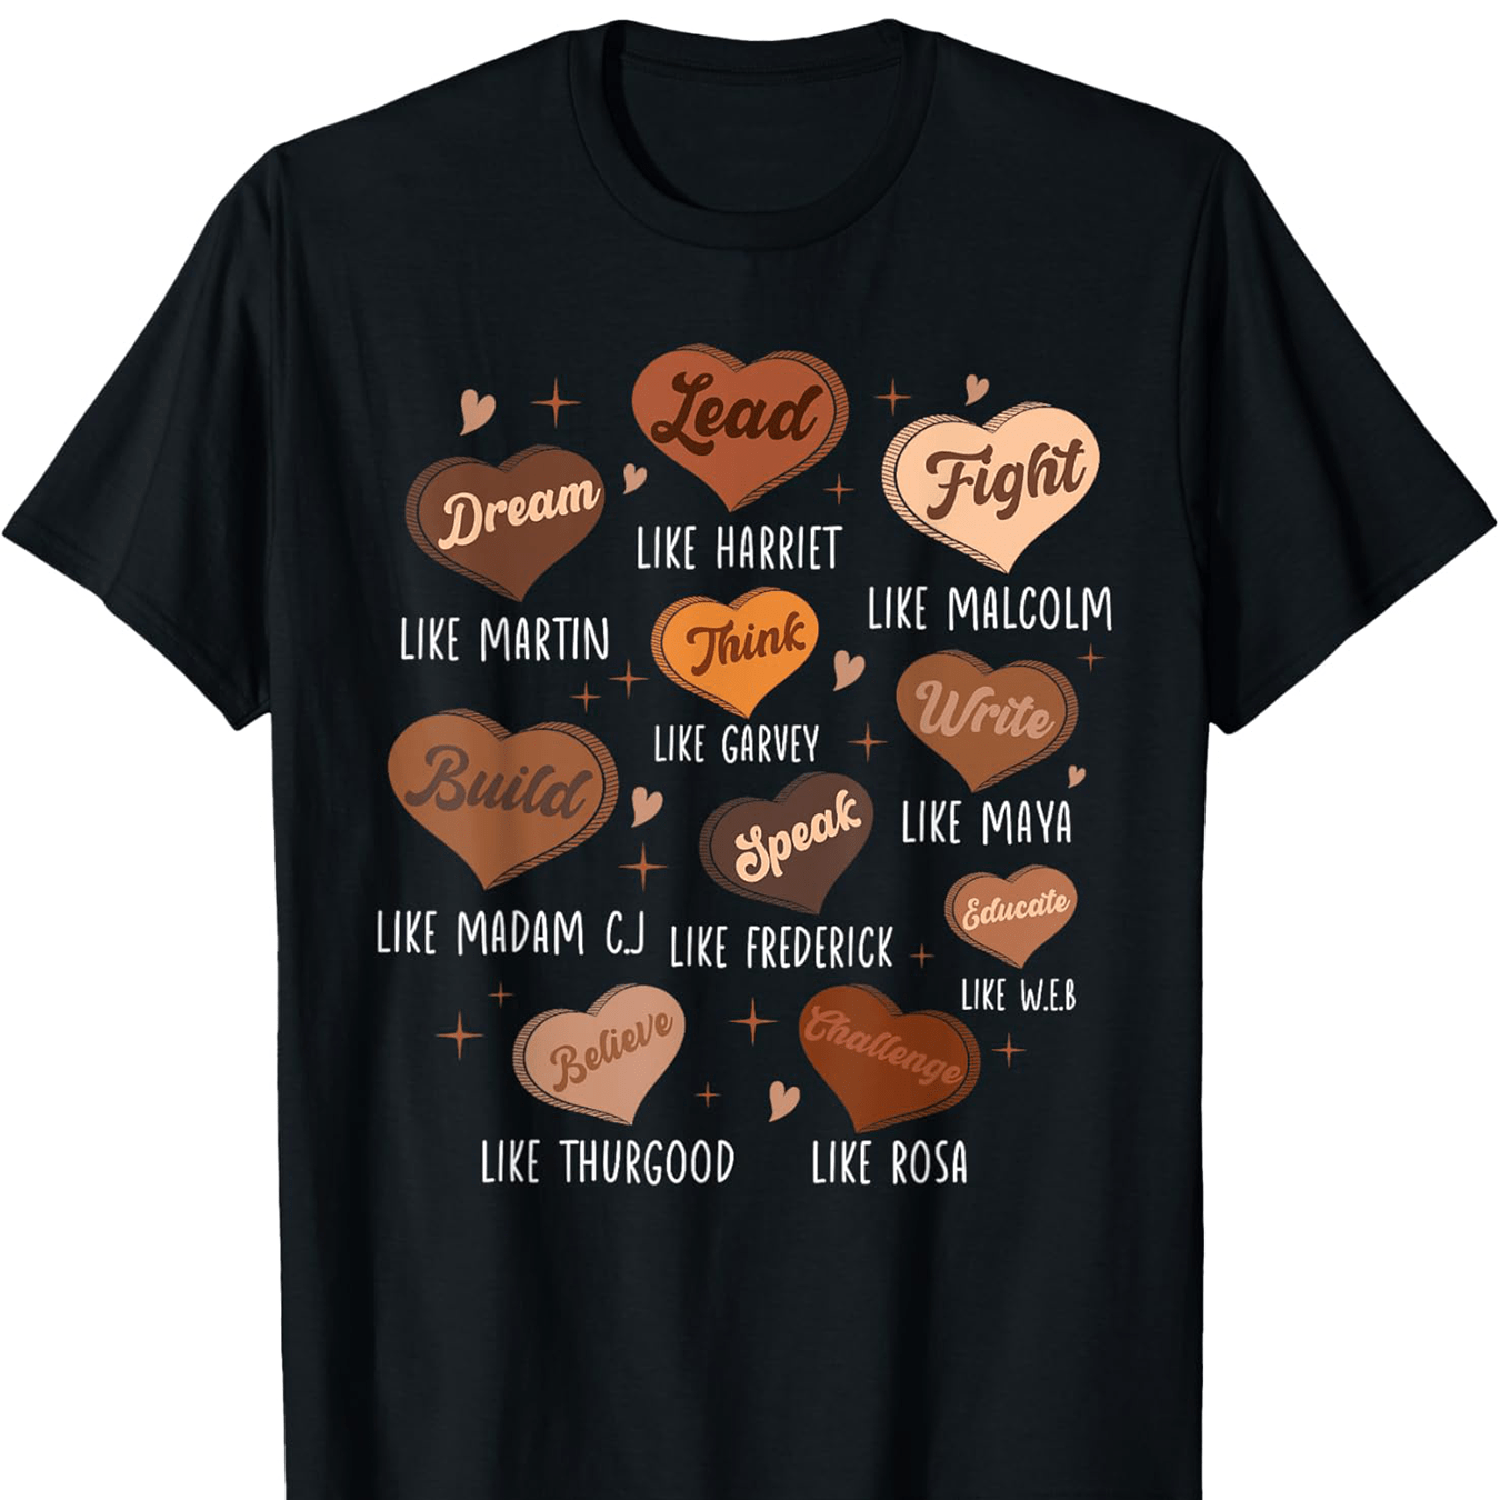 Lead
LIKE HARRIET
Dream
LIKE MARTIN
Fight
LIKE MALCOLM
Think
LIKE GARVEY
Write
LIKE MAYA
Build
LIKE MADAM C.J
Speak
LIKE FREDERICK
Educate
LIKE W.E.B
Believe
LIKE THURGOOD
Challenge
LIKE ROSA